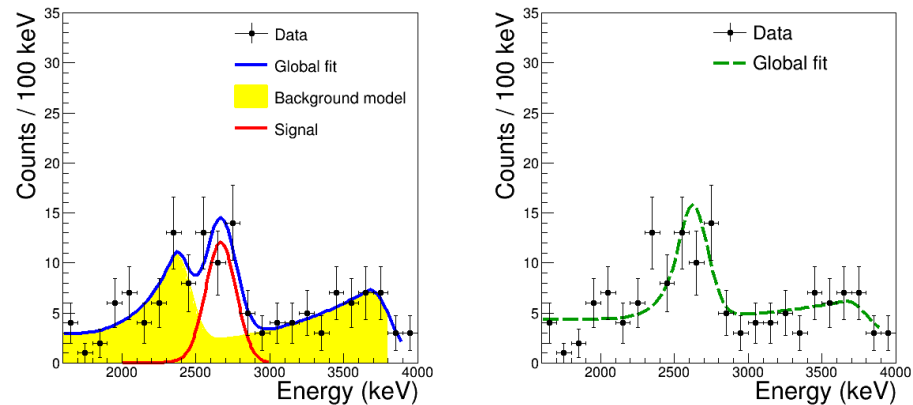 Counts / 100 keV
35
30
25
20
15
10
5
0
Data
Global fit
Background model
Signal
2000
2500
3000
3500
4000
Energy (keV)
Counts / 100 keV
35
30
25
20
15
10
5
0
Data
Global fit
2000
2500
3000
3500
4000
Energy (keV)